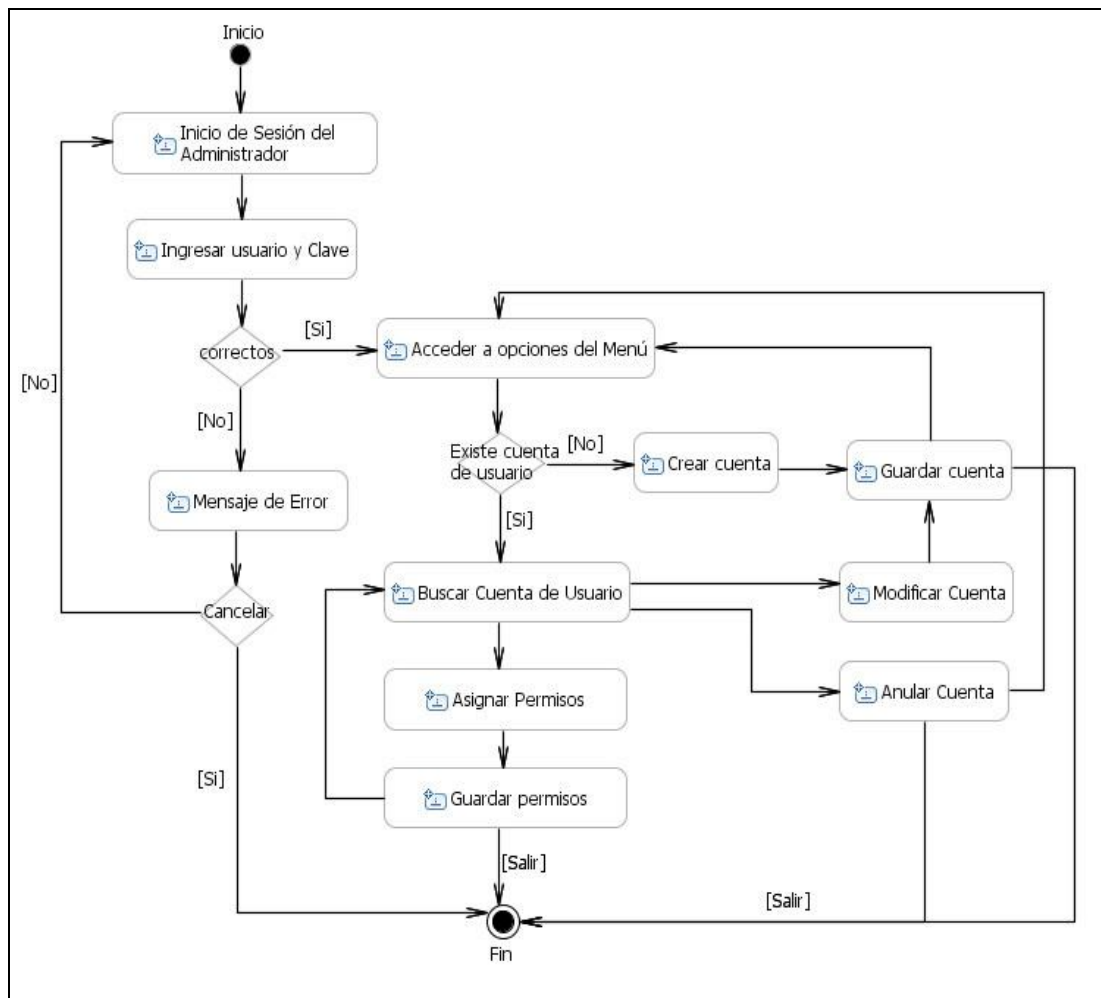 Inicio
Inicio de Sesión del
Administrador
Ingresar usuario y Clave
[Si]
correctos
Acceder a opciones del Menú
[No]
[No]
Existe cuenta
de usuario
[No]
Crear cuenta
Guardar cuenta
Mensaje de Error
[Si]
Cancelar
Buscar Cuenta de Usuario
Modificar Cuenta
Asignar Permisos
Anular Cuenta
[Si]
Guardar permisos
[Salir]
[Salir]
Fin